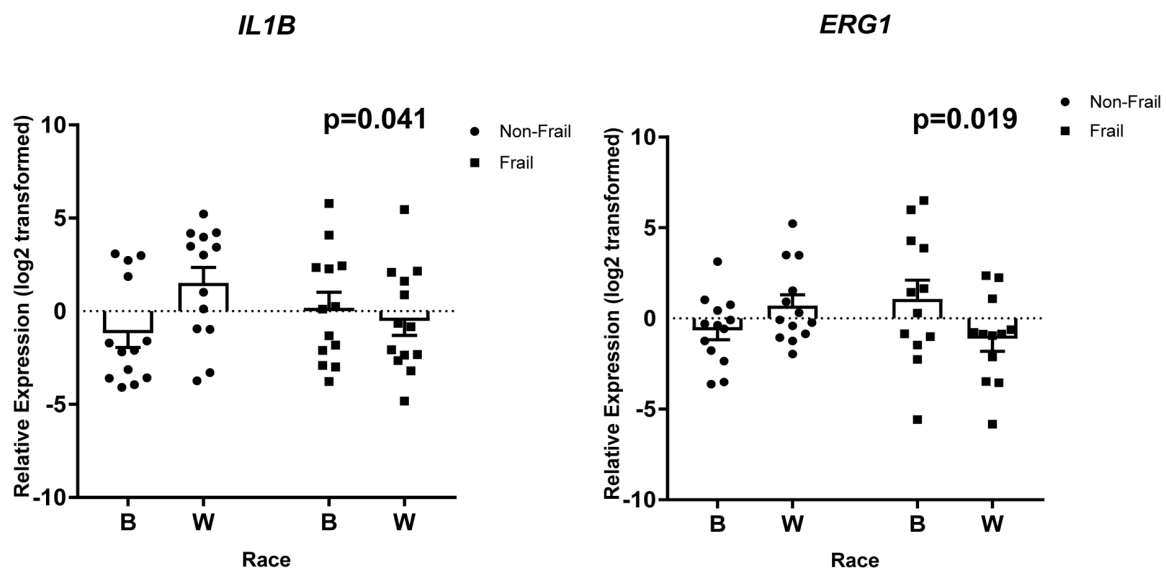 IL1B
p=0.041
Non-Frail
Frail
Relative Expression (log2 transformed)
10
5
0
-5
-10
B W B W
Race
ERG1
p=0.019
Non-Frail
Frail
Relative Expression (log2 transformed)
10
5
0
-5
-10
B W B W
Race